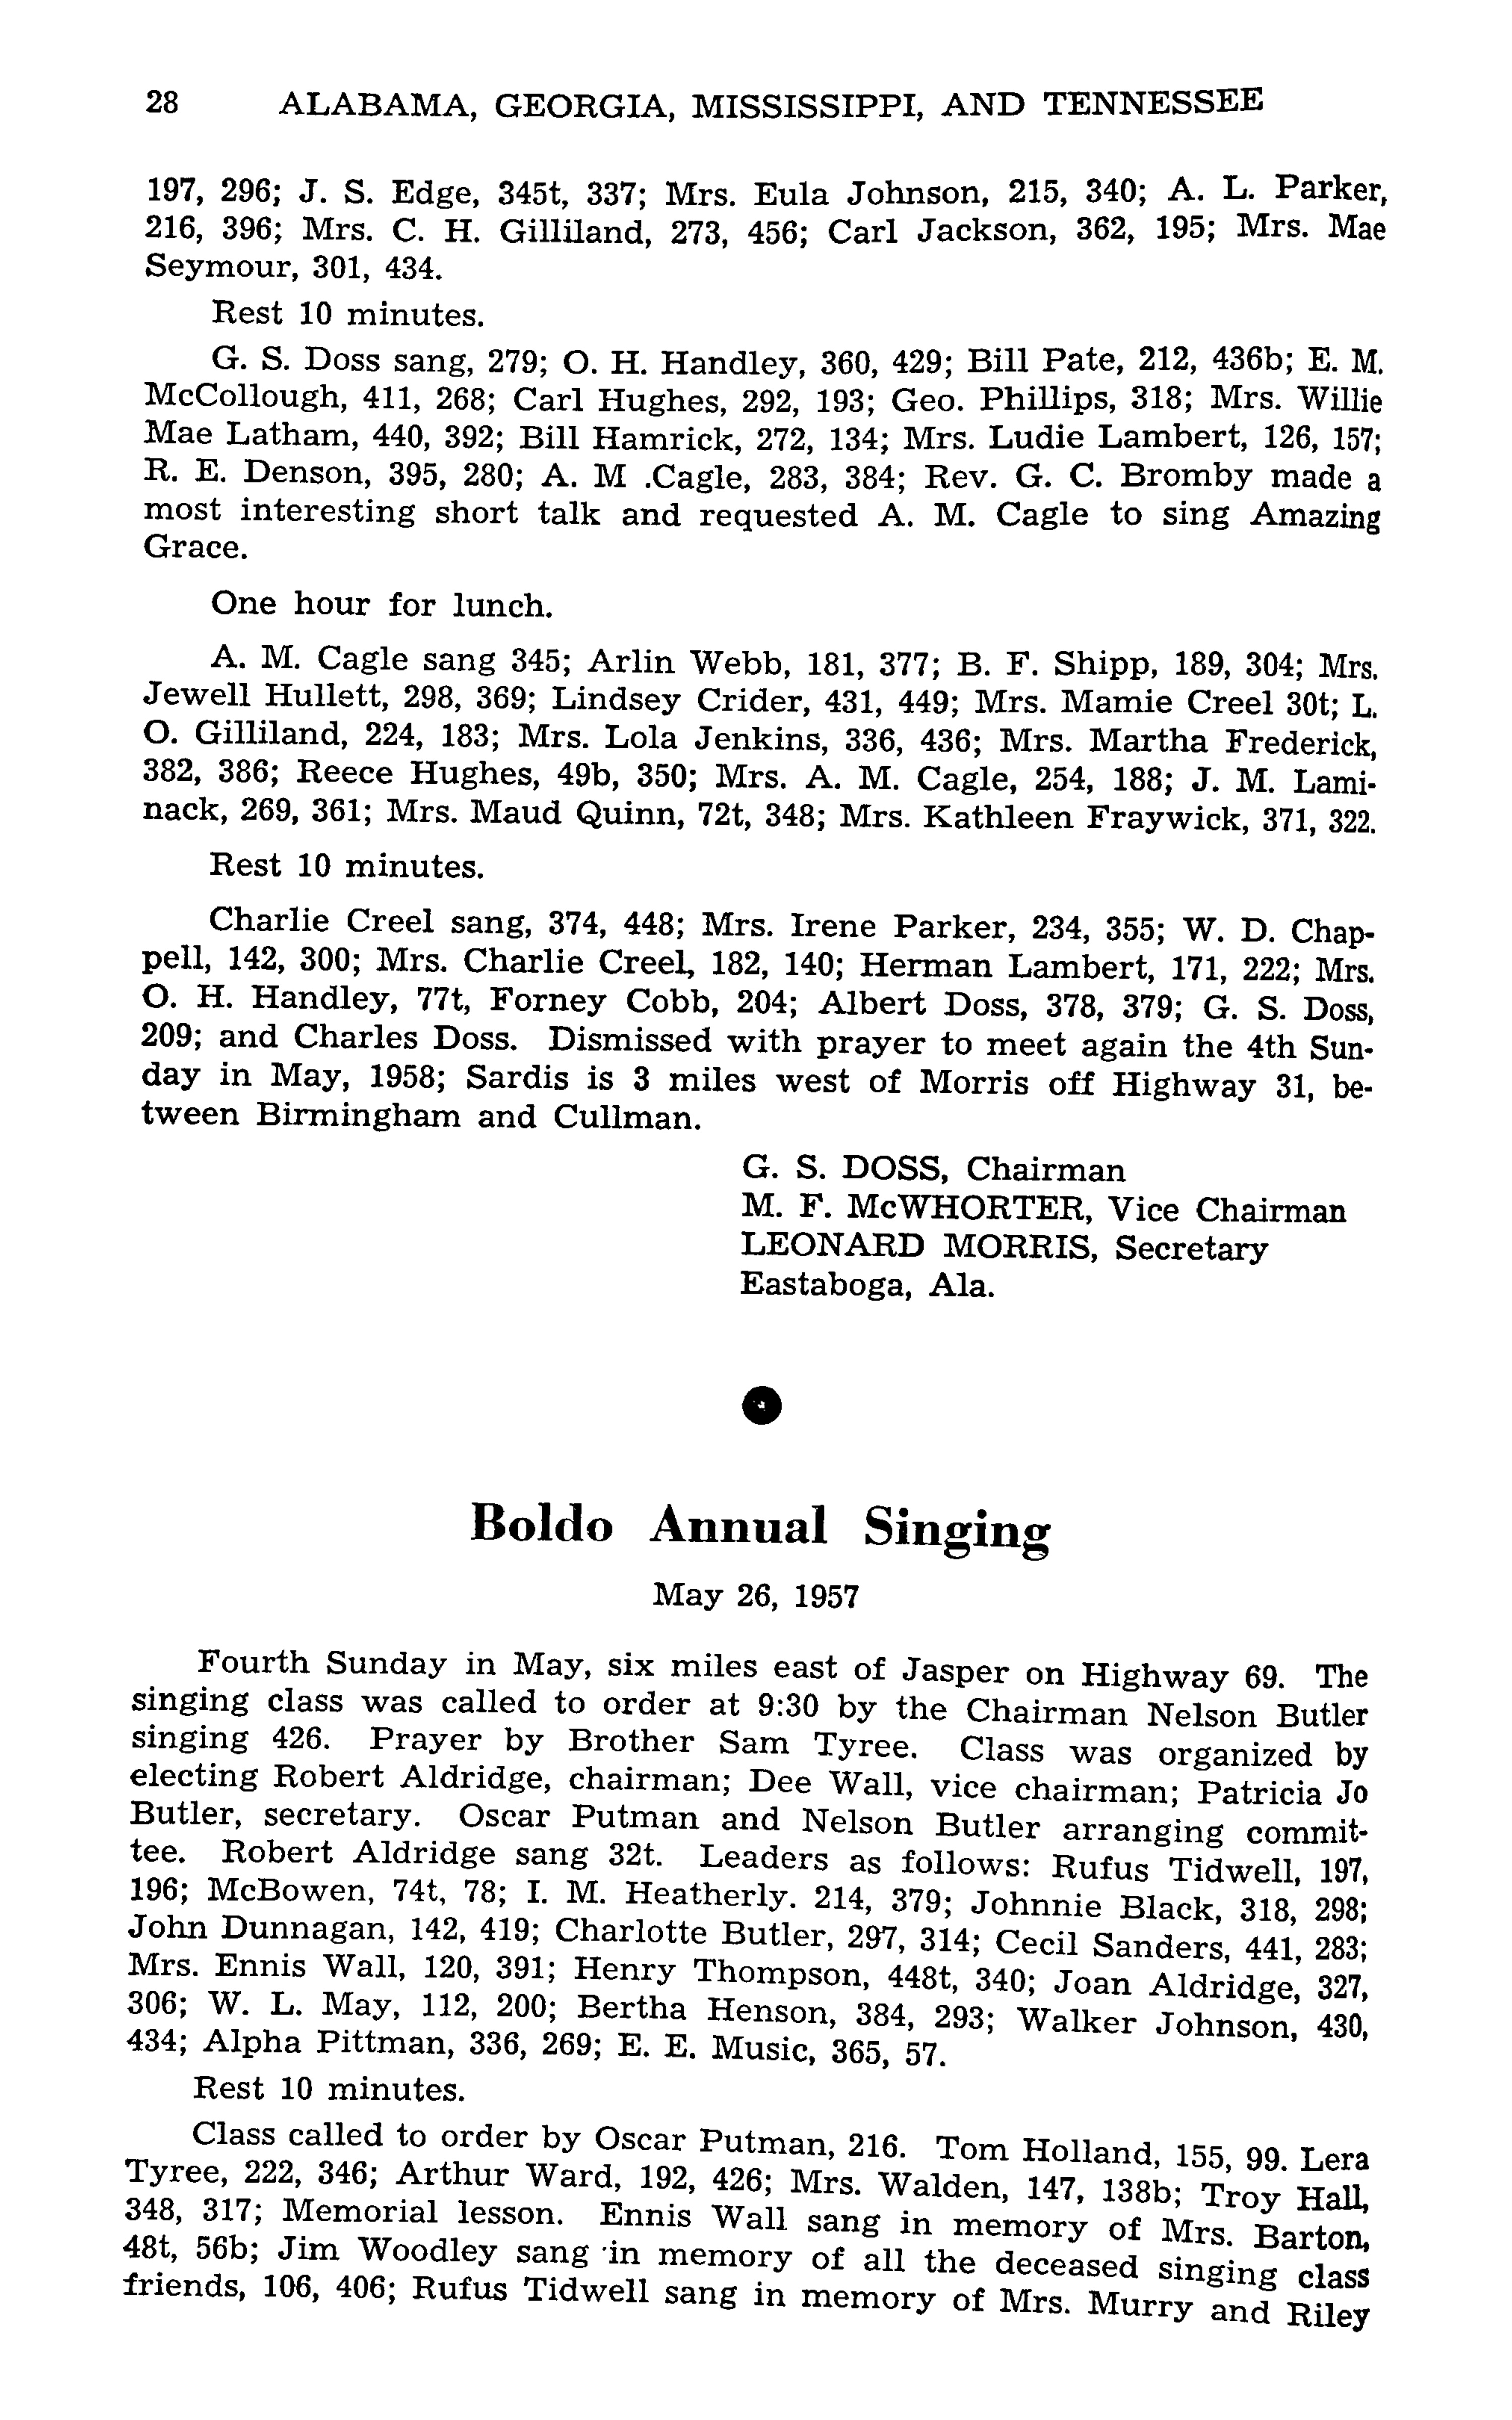 28 ALABAMA, GEORGIA, MISSISSIPPI, AND TENNESSEE
197, 296; J. S. Edge, 345t, 337; Mrs. Eula Johnson, 215, 340; A. L. Parker,
216, 396; Mrs. C. H. Gilliland, 273, 456; Carl Jackson, 362, 195; Mrs. Mae
Seymour, 301, 434.
Rest 10 minutes.
G. S. Doss sang, 279; O. H. Handley, 360, 429; Bill Pate, 212, 436b; E. M.
McCollough, 411, 268; Carl Hughes, 292, 193; Geo. Phillips, 318; Mrs. Willie
Mae Latham, 440, 392; Bill Hamrick, 272, 134; Mrs. Ludie Lambert, 126, 157;
R. E. Denson, 395, 280; A. M .Cagle, 283, 384; Rev. G. C. Bromby made a
most interesting short talk and requested A. M. Cagle to sing Amazing
Grace.
One hour for lunch.
A. M. Cagle sang 345; Arlin Webb, 181, 377; B. F. Shipp, 189, 304; Mrs.
Jewell Hullett, 298, 369; Lindsey Crider, 431, 449; Mrs. Mamie Creel 30t; L.
O. Gilliland, 224, 183; Mrs. Lola Jenkins, 336, 436; Mrs. Martha Frederick,
382, 386; Reece Hughes, 49b, 350; Mrs. A. M. Cagle, 254, 188; J. M. Lami-
nack, 269, 361; Mrs. Maud Quinn, 72t, 348; Mrs. Kathleen Fraywick, 371, 322.
Rest 10 minutes.
Charlie Creel sang, 374, 448; Mrs. Irene Parker, 234, 355; W. D. Chap-
pell, 142, 300; Mrs. Charlie Creel, 182, 140; Herman Lambert, 171, 222; Mrs.
O. H. Handley, 77t, Forney Cobb, 204; Albert Doss, 378, 379; G. S. Doss,
209; and Charles Doss. Dismissed with prayer to meet again the 4th Sun-
day in May, 1958; Sardis is 3 miles west of Morris off Highway 31, be-
tween Birmingham and Cullman.
G. S. DOSS, Chairman
M. F. McWHORTER, Vice Chairman
LEONARD MORRIS, Secretary
Eastaboga, Ala.
Boldo Annual Singing
May 26, 1957
Fourth Sunday in May, six miles east of Jasper on Highway 69. The
singing class was called to order at 9:30 by the Chairman Nelson Butler
singing 426. Prayer by Brother Sam Tyree. Class was organized by
electing Robert Aldridge, chairman; Dee Wall, vice chairman; Patricia Jo
Butler, secretary. Oscar Putman and Nelson Butler arranging commit-
tee. Robert Aldridge sang 32t. Leaders as follows: Rufus Tidwell, 197,
196; McBowen, 74t, 78; I. M. Heatherly. 214, 379; Johnnie Black, 318, 298;
John Dunnagan, 142, 419; Charlotte Butler, 297, 314; Cecil Sanders, 441, 283;
Mrs. Ennis Wall, 120, 391; Henry Thompson, 448t, 340; Joan Aldridge, 327,
306; W. L. May, 112, 200; Bertha Henson, 384, 293; Walker Johnson, 430,
434; Alpha Pittman, 336, 269; E. E. Music, 365, 57.
Rest 10 minutes.
Class called to order by Oscar Putman, 216. Tom Holland, 155, 99. Lera
Tyree, 222, 346; Arthur Ward, 192, 426; Mrs. Walden, 147, 138b; Troy Hall,
348, 317; Memorial lesson. Ennis Wall sang in memory of Mrs. Barton,
48t, 56b; Jim Woodley sang in memory of all the deceased singing class
friends, 106, 406; Rufus Tidwell sang in memory of Mrs. Murry and Riley